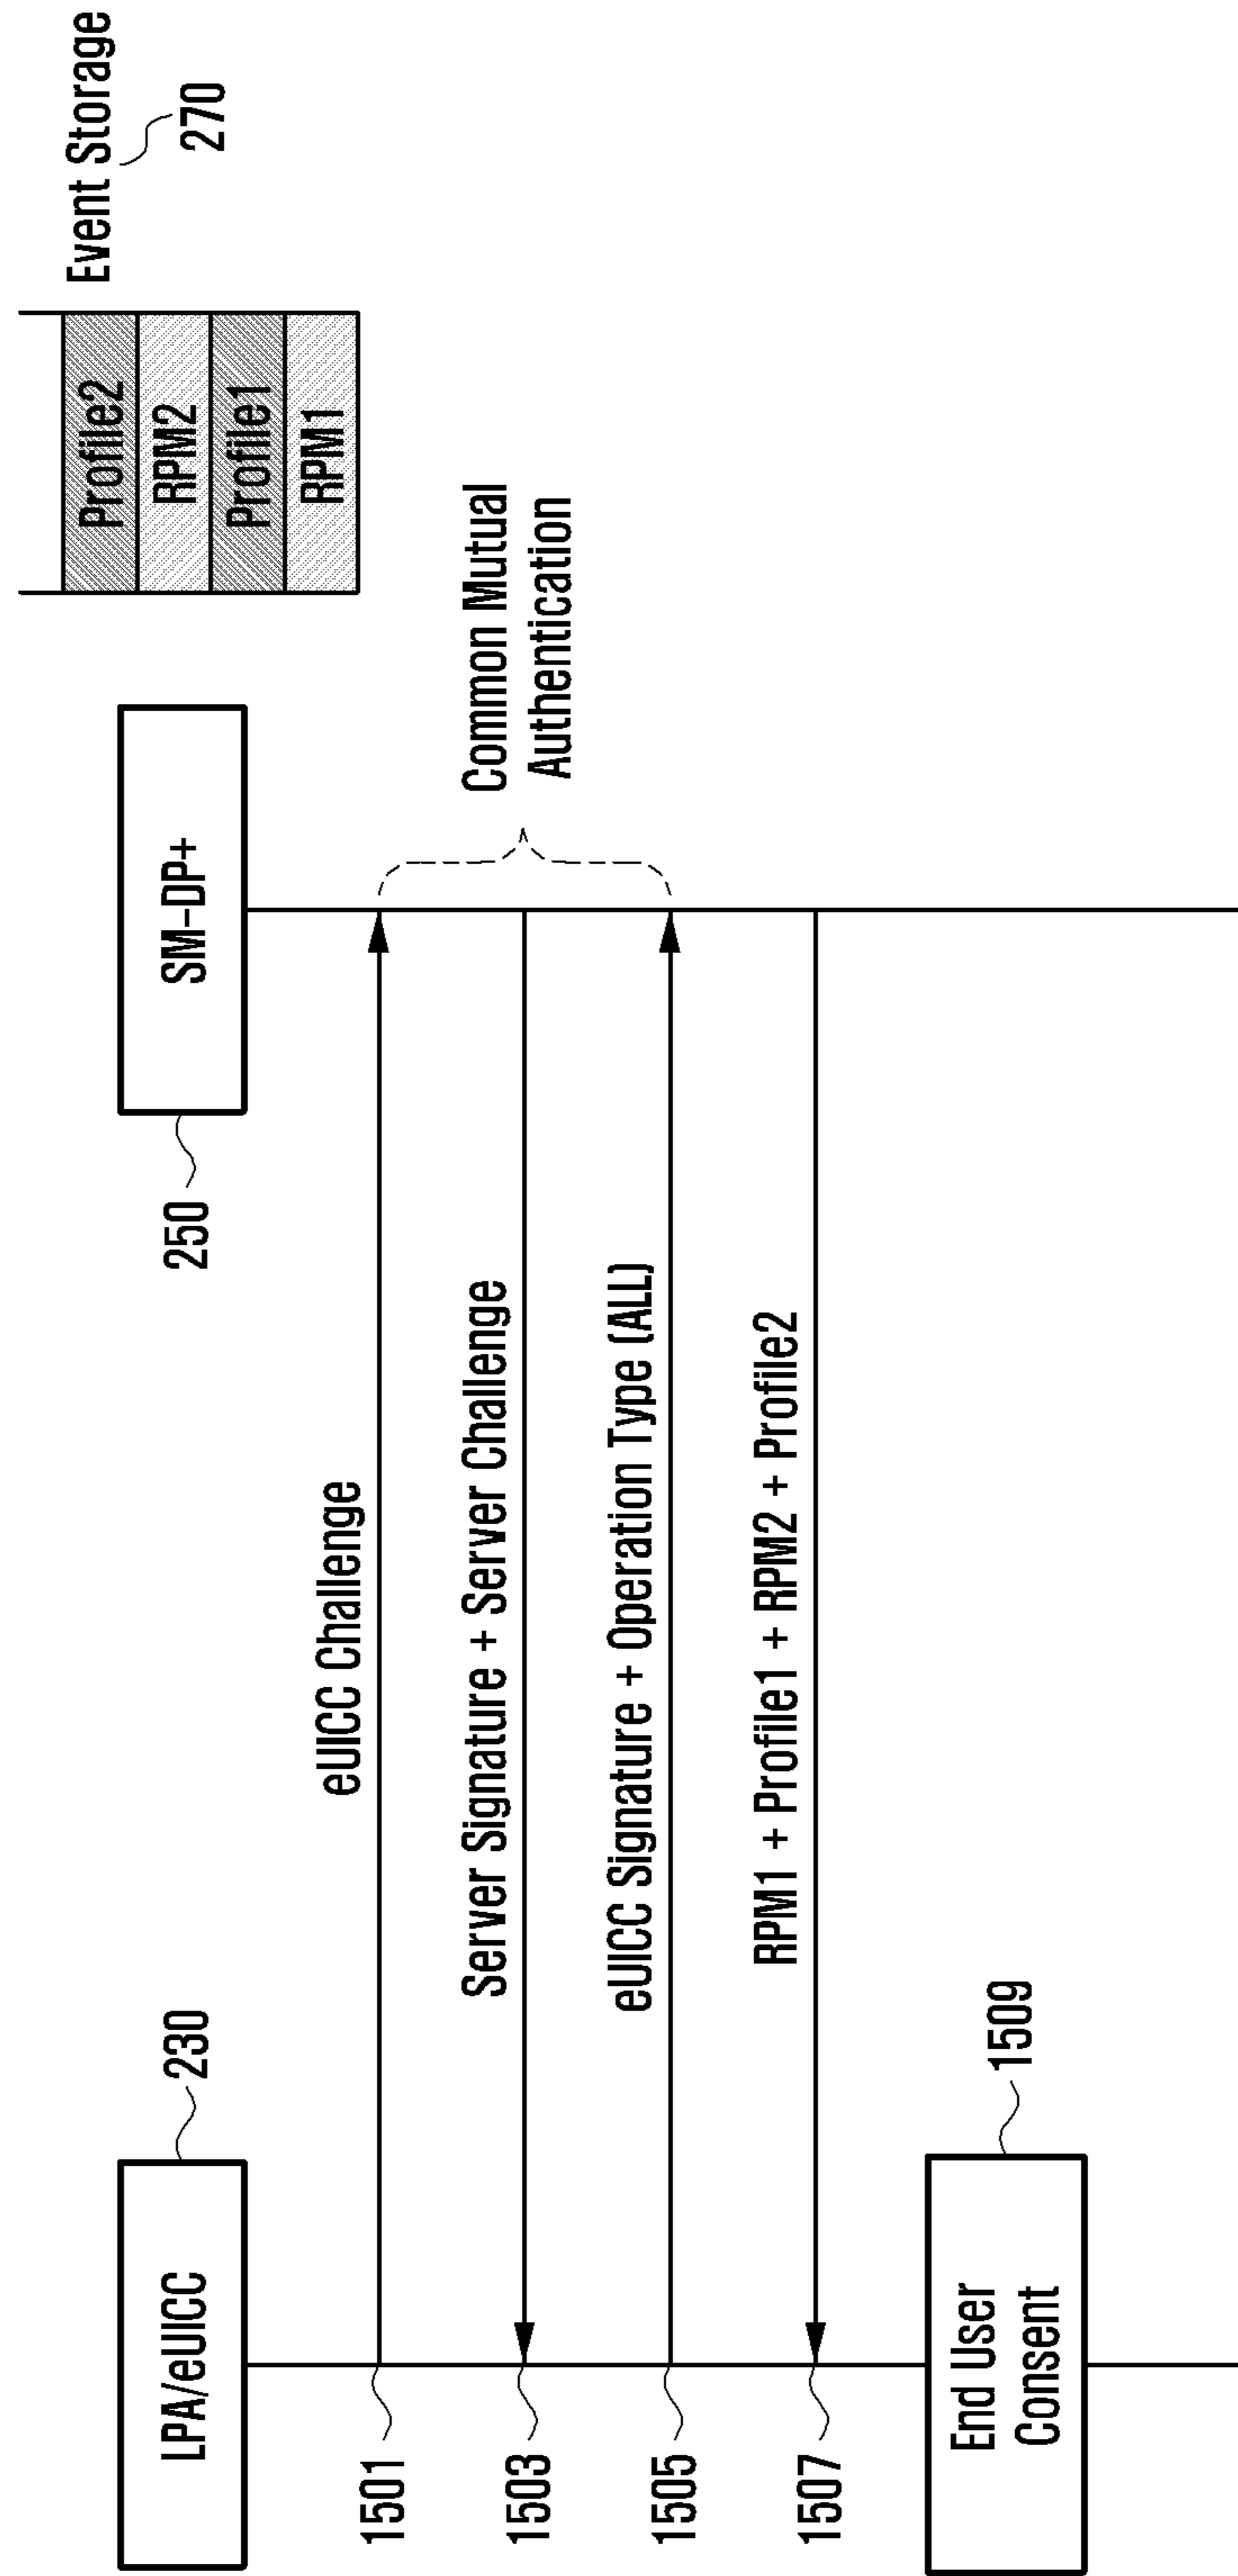 LPA/eUICC
230
SM-DP+
250
Event Storage
270
Profile2
RPM2
Profile1
RPM1
1501
eUICC Challenge
1503
Server Signature + Server Challenge
1505
eUICC Signature + Operation Type (ALL)
Common Mutual
Authentication
1507
RPM1 + Profile1 + RPM2 + Profile2
End User
Consent
1509